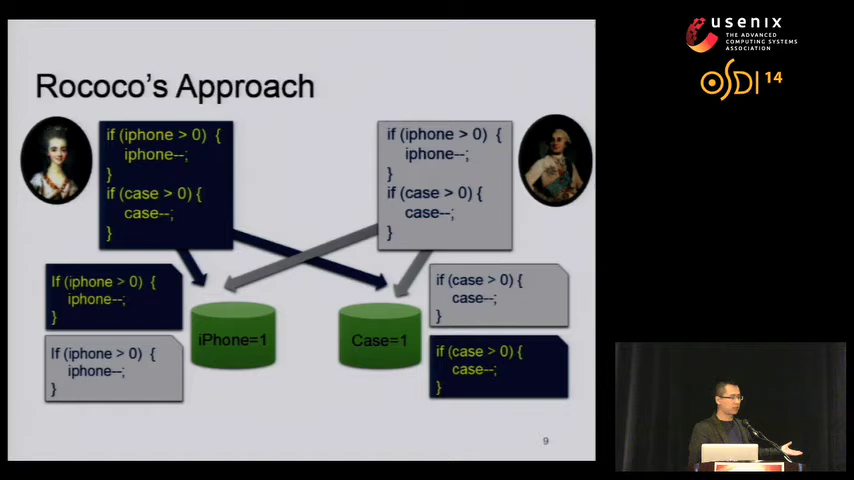 usenix
THE ADVANCED
COMPUTING SYSTEMS
ASSOCIATION
OSDI 14
Rococo's Approach
if (iphone > 0) {
iphone--;
}
if (case > 0) {
case--;
}
if (iphone > 0) {
iphone--;
}
if (case > 0) {
case--;
}
If (iphone > 0) {
iphone--;
}
If (iphone > 0) {
iphone--;
}
iPhone=1
Case=1
if (case > 0) {
case--;
}
if (case > 0) {
case--;
}
9